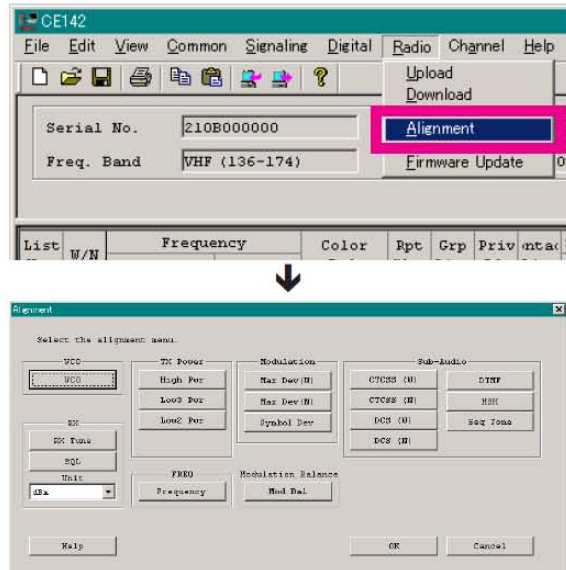 CE142
File Edit View Common Signaling Digital Radio Channel Help
Upload
Download
Alignment
Firmware Update
Serial No. 210B000000
Freq. Band VHF (136-174)
List W/N Frequency Color Rpt Grp Priv
Alignment
Select the alignment menu.
VCO TX Power Modulation Sub-Audio
VCO High Pwr Max Dev(W) CTCSS (W) DTMF
Low3 Pwr Max Dev(N) CTCSS (N) MSK
RX Low2 Pwr Symbol Dev DCS (W) Seq Tone
RX Tune DCS (N)
SQL
Unit FREQ Modulation Balance
dBm Frequency Mod Bal
Help OK Cancel